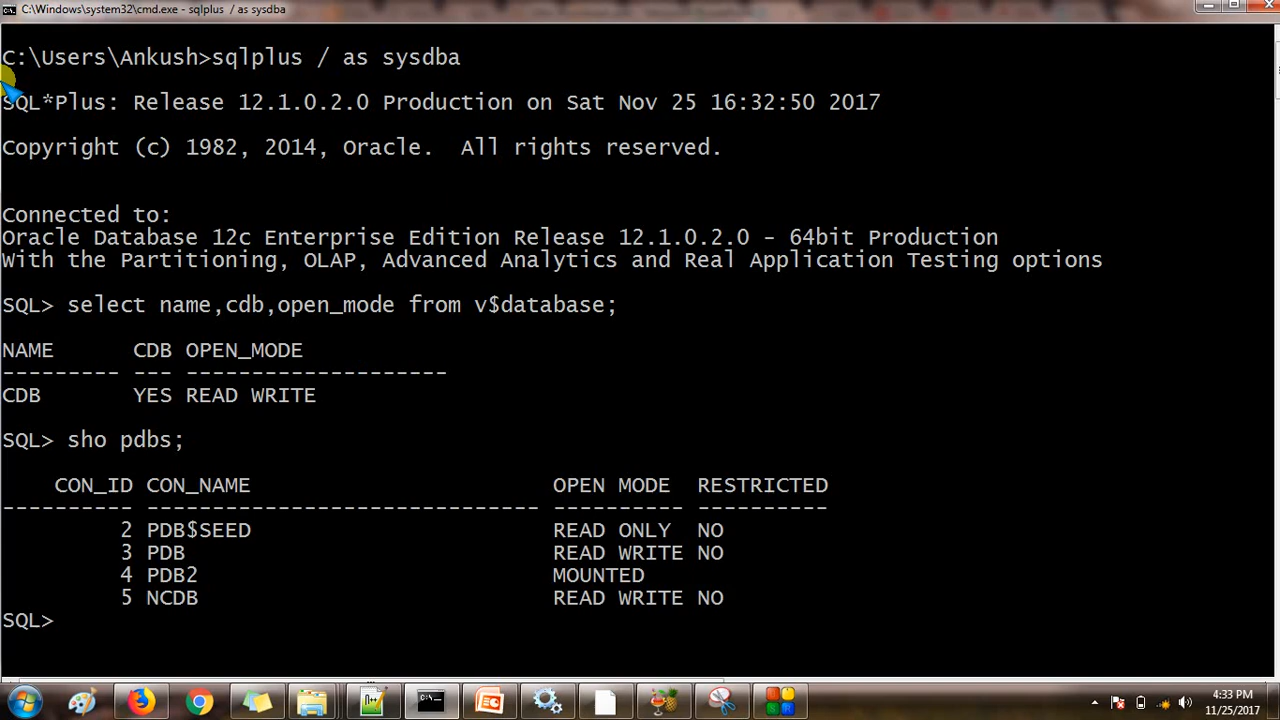 C:\Windows\system32\cmd.exe - sqlplus / as sysdba
C:\Users\Ankush>sqlplus / as sysdba
SQL*Plus: Release 12.1.0.2.0 Production on Sat Nov 25 16:32:50 2017
Copyright (c) 1982, 2014, Oracle.  All rights reserved.
Connected to:
Oracle Database 12c Enterprise Edition Release 12.1.0.2.0 - 64bit Production
With the Partitioning, OLAP, Advanced Analytics and Real Application Testing options
SQL> select name,cdb,open_mode from v$database;
NAME      CDB OPEN_MODE
--------- --- --------------------
CDB       YES READ WRITE
SQL> sho pdbs;
    CON_ID CON_NAME                       OPEN MODE  RESTRICTED
---------- ------------------------------ ---------- ----------
         2 PDB$SEED                       READ ONLY  NO
         3 PDB                            READ WRITE NO
         4 PDB2                           MOUNTED
         5 NCDB                           READ WRITE NO
SQL>
4:33 PM
11/25/2017